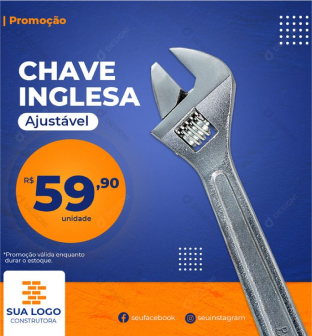 | Promoção
CHAVE
INGLESA
Ajustável
R$ 59,90
unidade
*Promoção válida enquanto
durar o estoque.
SUA LOGO
CONSTRUTORA
seufacebook
seuinstagram